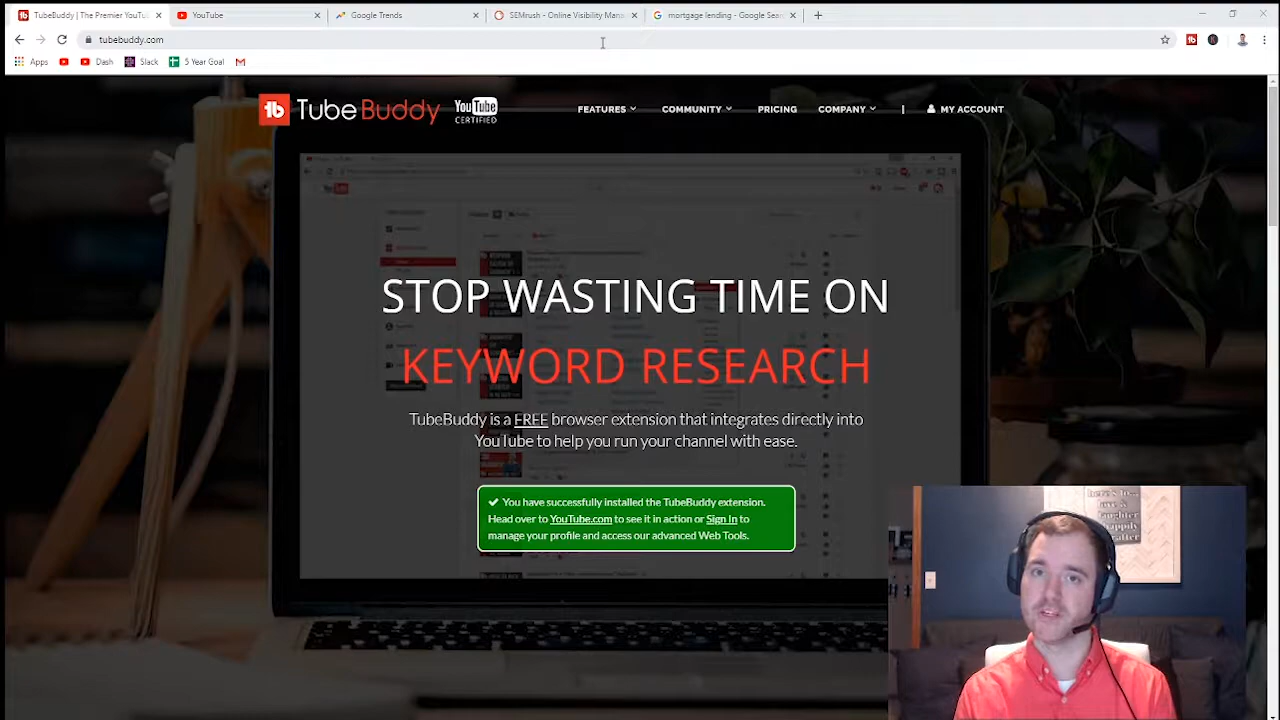 TubeBuddy | The Premier YouTu
YouTube
Google Trends
SEMrush - Online Visibility Mana
mortgage lending - Google Sear
tubebuddy.com
Apps
Dash
Slack
5 Year Goal
tb TubeBuddy
YouTube
CERTIFIED
FEATURES
COMMUNITY
PRICING
COMPANY
|
MY ACCOUNT
STOP WASTING TIME ON
KEYWORD RESEARCH
TubeBuddy is a FREE browser extension that integrates directly into
YouTube to help you run your channel with ease.
You have successfully installed the TubeBuddy extension.
Head over to YouTube.com to see it in action or Sign In to
manage your profile and access our advanced Web Tools.
here's to...